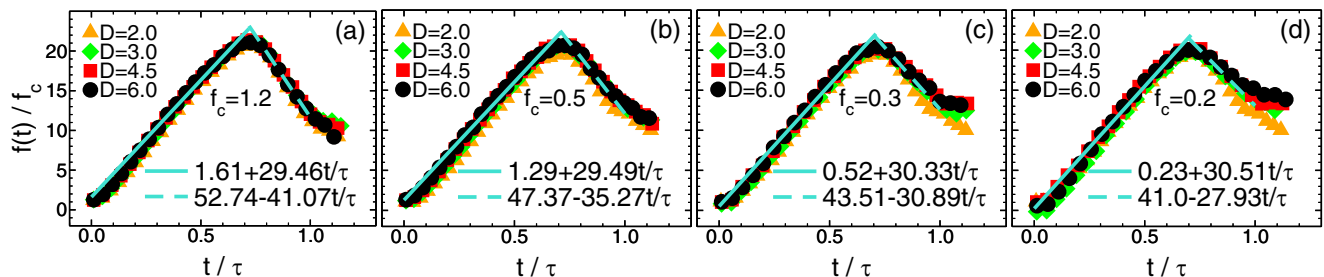 (a)
D=2.0
D=3.0
D=4.5
D=6.0
f_c=1.2
1.61+29.46t/τ
52.74-41.07t/τ
f(t) / f_c
20
15
10
5
0
0.0 0.5 1.0
t / τ
(b)
D=2.0
D=3.0
D=4.5
D=6.0
f_c=0.5
1.29+29.49t/τ
47.37-35.27t/τ
0.0 0.5 1.0
t / τ
(c)
D=2.0
D=3.0
D=4.5
D=6.0
f_c=0.3
0.52+30.33t/τ
43.51-30.89t/τ
0.0 0.5 1.0
t / τ
(d)
D=2.0
D=3.0
D=4.5
D=6.0
f_c=0.2
0.23+30.51t/τ
41.0-27.93t/τ
0.0 0.5 1.0
t / τ